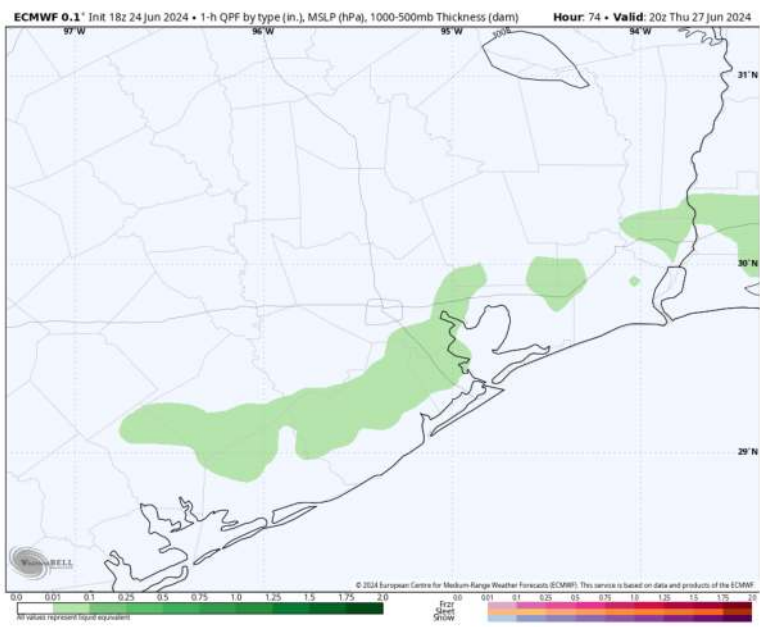 ECMWF 0.1° Init 18z 24 Jun 2024 • 1-h QPF by type (in.), MSLP (hPa), 1000-500mb Thickness (dam) Hour: 74 • Valid: 20z Thu 27 Jun 2024
97°W 96°W 95°W 94°W
31°N
30°N
29°N
WeatherBELL
© 2024 European Centre for Medium-Range Weather Forecasts (ECMWF). This service is based on data and products of the ECMWF
0.0 0.01 0.1 0.25 0.5 0.75 1.0 1.25 1.5 1.75 2.0 0.0 0.01 0.1 0.25 0.5 0.75 1.0 1.25 1.5 1.75 2.0
All values represent liquid equivalent
Frzr
Sleet
Snow